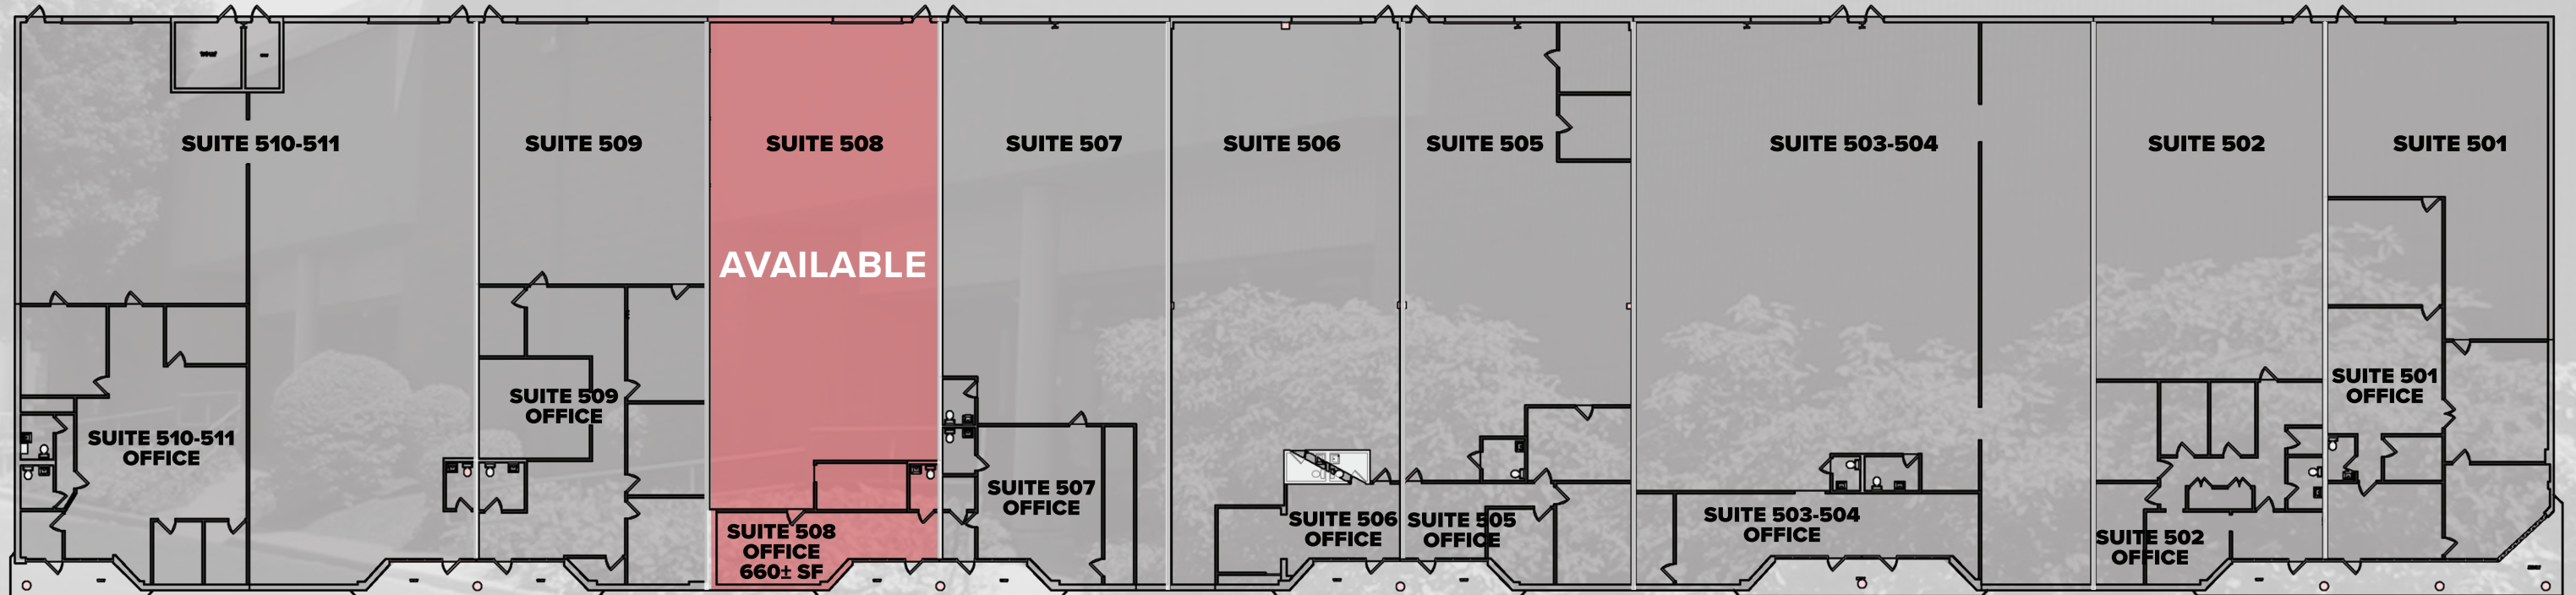 SUITE 510-511
SUITE 509
SUITE 508
SUITE 507
SUITE 506
SUITE 505
SUITE 503-504
SUITE 502
SUITE 501
AVAILABLE
SUITE 510-511
OFFICE
SUITE 509
OFFICE
SUITE 508
OFFICE
660± SF
SUITE 507
OFFICE
SUITE 506
OFFICE
SUITE 505
OFFICE
SUITE 503-504
OFFICE
SUITE 502
OFFICE
SUITE 501
OFFICE